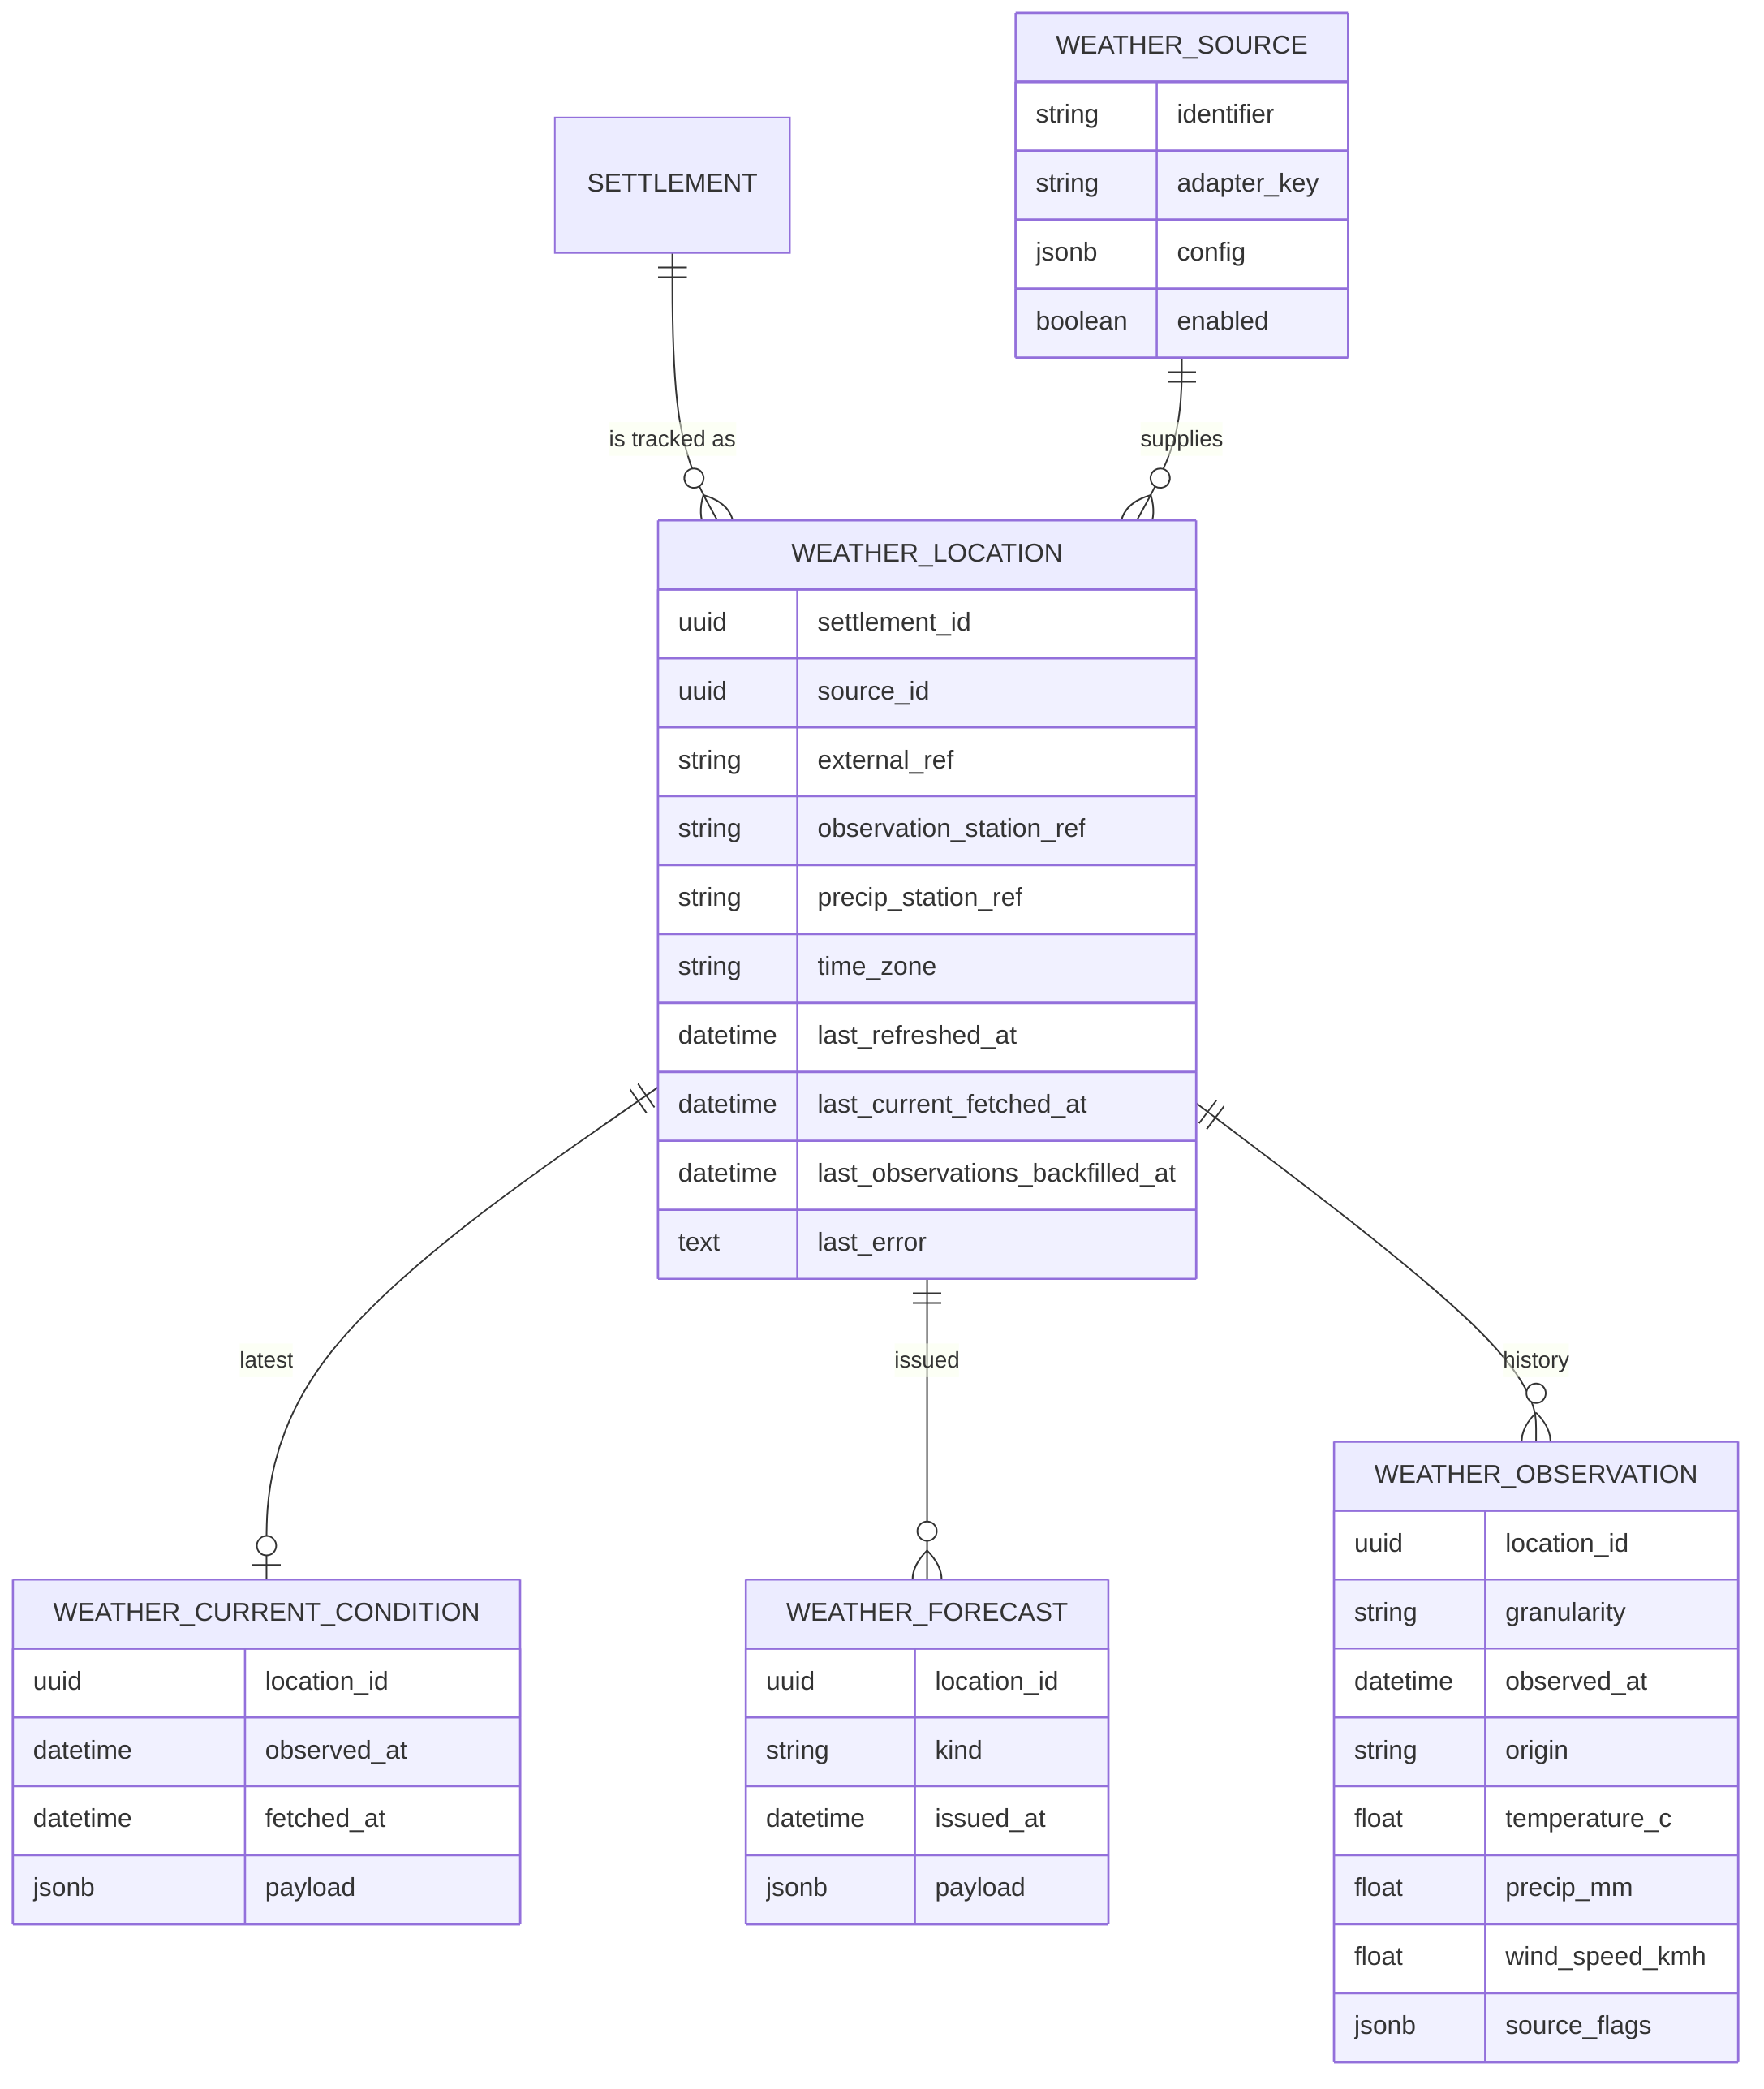 WEATHER_SOURCE
string identifier
string adapter_key
jsonb config
boolean enabled
SETTLEMENT
is tracked as
supplies
WEATHER_LOCATION
uuid settlement_id
uuid source_id
string external_ref
string observation_station_ref
string precip_station_ref
string time_zone
datetime last_refreshed_at
datetime last_current_fetched_at
datetime last_observations_backfilled_at
text last_error
latest
issued
history
WEATHER_CURRENT_CONDITION
uuid location_id
datetime observed_at
datetime fetched_at
jsonb payload
WEATHER_FORECAST
uuid location_id
string kind
datetime issued_at
jsonb payload
WEATHER_OBSERVATION
uuid location_id
string granularity
datetime observed_at
string origin
float temperature_c
float precip_mm
float wind_speed_kmh
jsonb source_flags